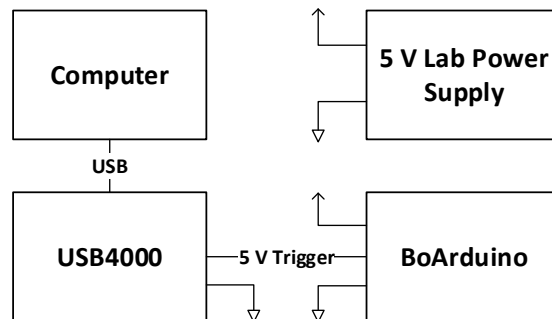 Computer
5 V Lab Power
Supply
USB
USB4000
5 V Trigger
BoArduino